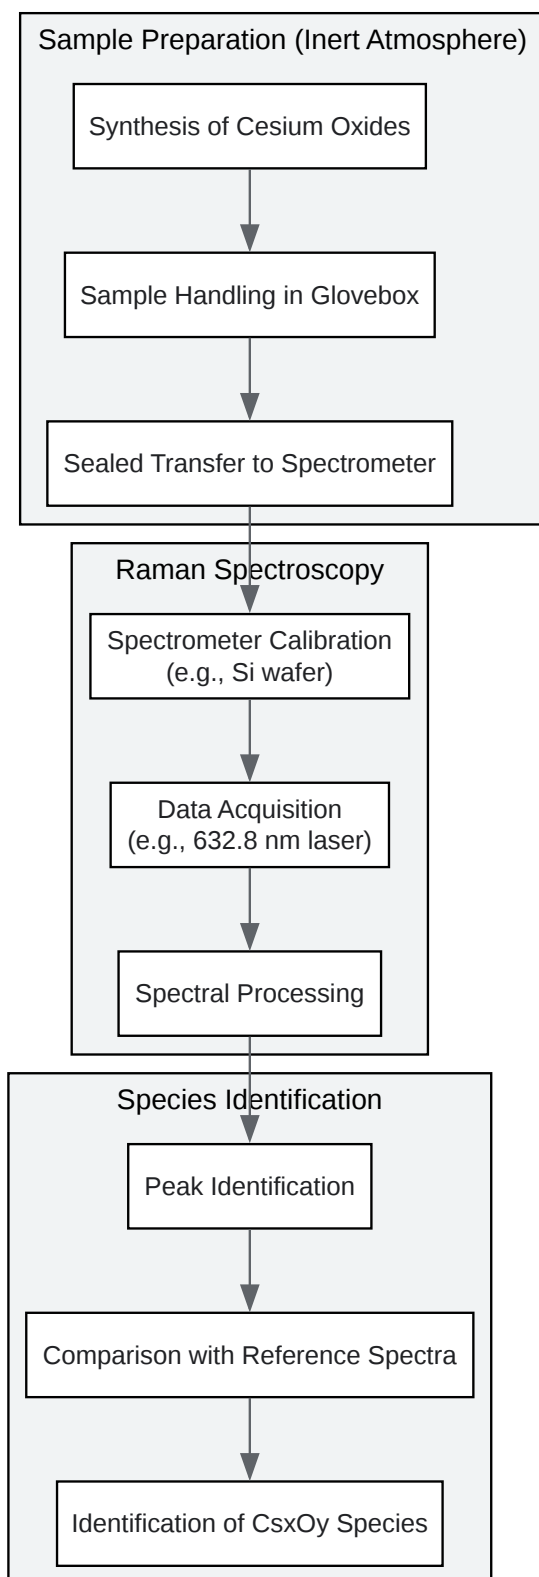 Sample Preparation (Inert Atmosphere)
Synthesis of Cesium Oxides
Sample Handling in Glovebox
Sealed Transfer to Spectrometer
Raman Spectroscopy
Spectrometer Calibration
(e.g., Si wafer)
Data Acquisition
(e.g., 632.8 nm laser)
Spectral Processing
Species Identification
Peak Identification
Comparison with Reference Spectra
Identification of CsxOy Species